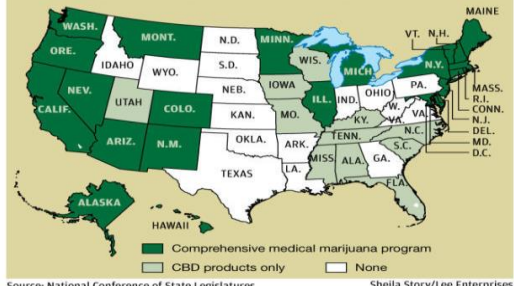 MAINE
WASH.
VT. N.H.
MONT.
N.D.
MINN.
ORE.
IDAHO
S.D.
WIS.
MICH
N.Y.
WYO.
MASS.
R.I.
CONN.
N.J.
DEL.
MD.
D.C.
NEV.
NEB.
IOWA
PA.
OHIO
ILL.
IND.
CALIF.
UTAH
COLO.
KAN.
MO.
W.
VA.
VA.
KY.
N.C.
TENN.
ARIZ.
N.M.
OKLA.
ARK.
S.C.
MISS.
ALA.
GA.
TEXAS
LA.
FLA.
ALASKA
HAWAII
Comprehensive medical marijuana program
CBD products only
None
Source: National Conference of State Legislatures
Sheila Story/Lee Enterprises